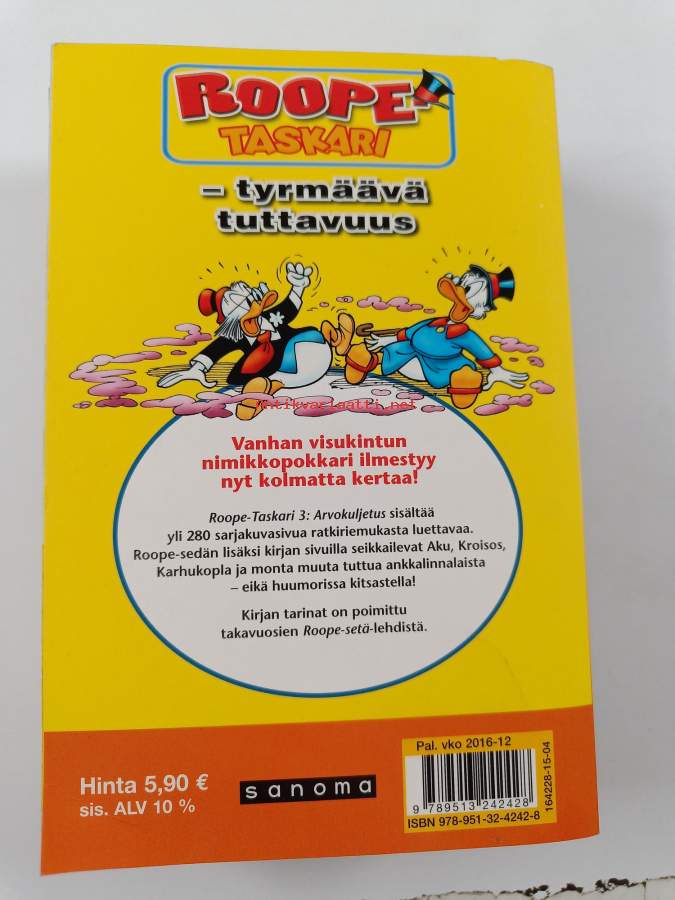 ROOPE-
TASKARI
– tyrmäävä
tuttavuus
antikvariaatti.net
Vanhan visukintun
nimikkopokkari ilmestyy
nyt kolmatta kertaa!
Roope-Taskari 3: Arvokuljetus sisältää
yli 280 sarjakuvasivua ratkiriemukasta luettavaa.
Roope-sedän lisäksi kirjan sivuilla seikkailevat Aku, Kroisos,
Karhukopla ja monta muuta tuttua ankkalinnalaista
– eikä huumorissa kitsastella!
Kirjan tarinat on poimittu
takavuosien Roope-setä-lehdistä.
Hinta 5,90 €
sis. ALV 10 %
sanoma
Pal. vko 2016-12
9 789513 242428
ISBN 978-951-32-4242-8
164228-15-04